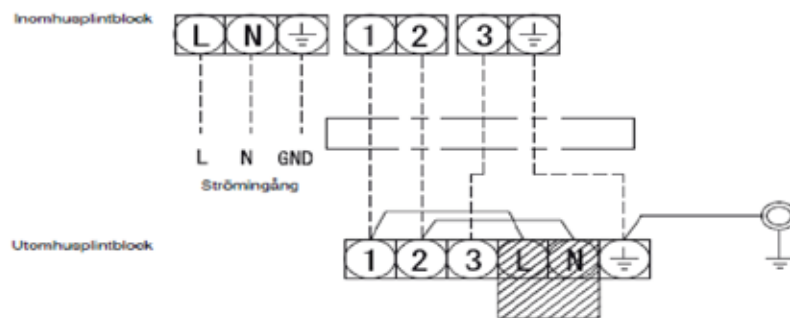 Inomhusplintblock
L N 1 2 3
L N GND
Strömingång
Utomhusplintblock
1 2 3 L N